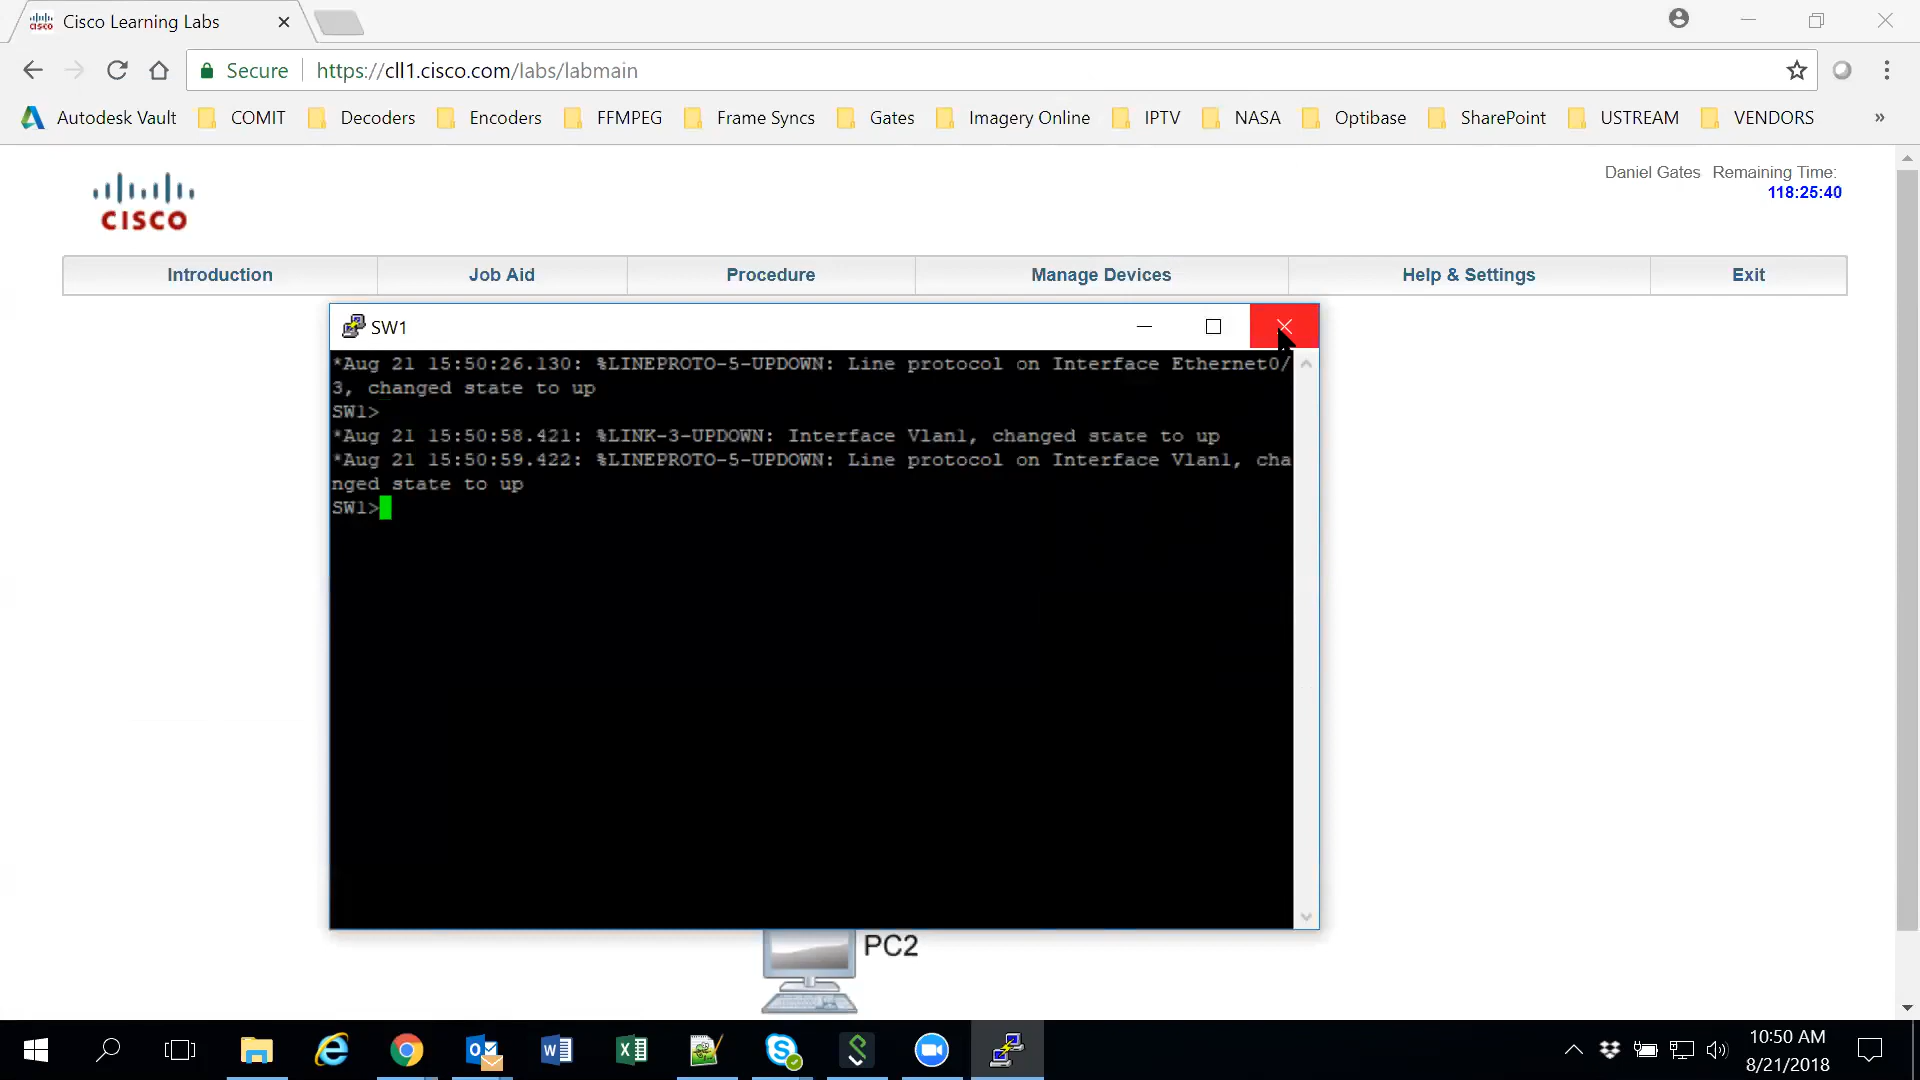 Cisco Learning Labs
Secure https://cll1.cisco.com/labs/labmain
Autodesk Vault COMIT Decoders Encoders FFMPEG Frame Syncs Gates Imagery Online IPTV NASA Optibase SharePoint USTREAM VENDORS »
Daniel Gates Remaining Time:
118:25:40
CISCO
Introduction Job Aid Procedure Manage Devices Help & Settings Exit
SW1
*Aug 21 15:50:26.130: %LINEPROTO-5-UPDOWN: Line protocol on Interface Ethernet0/
3, changed state to up
SW1>
*Aug 21 15:50:58.421: %LINK-3-UPDOWN: Interface Vlan1, changed state to up
*Aug 21 15:50:59.422: %LINEPROTO-5-UPDOWN: Line protocol on Interface Vlan1, cha
nged state to up
SW1>
PC2
10:50 AM
8/21/2018